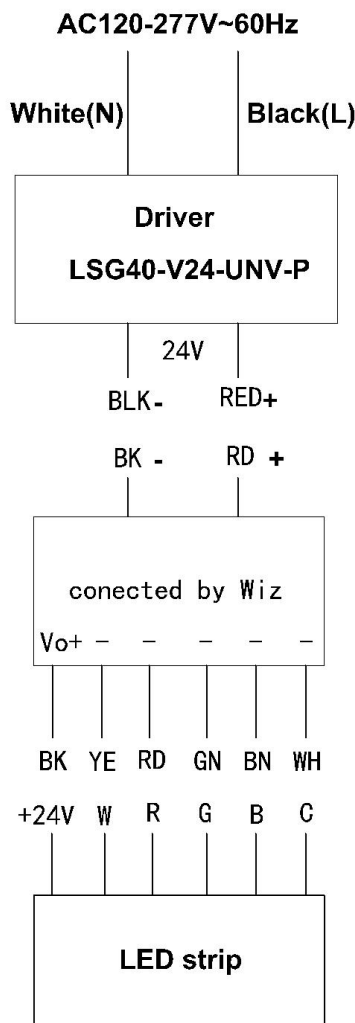 AC120-277V~60Hz
White(N) Black(L)
Driver
LSG40-V24-UNV-P
24V
BLK- RED+
BK - RD +
conected by Wiz
Vo+ - - - - -
BK YE RD GN BN WH
+24V W R G B C
LED strip